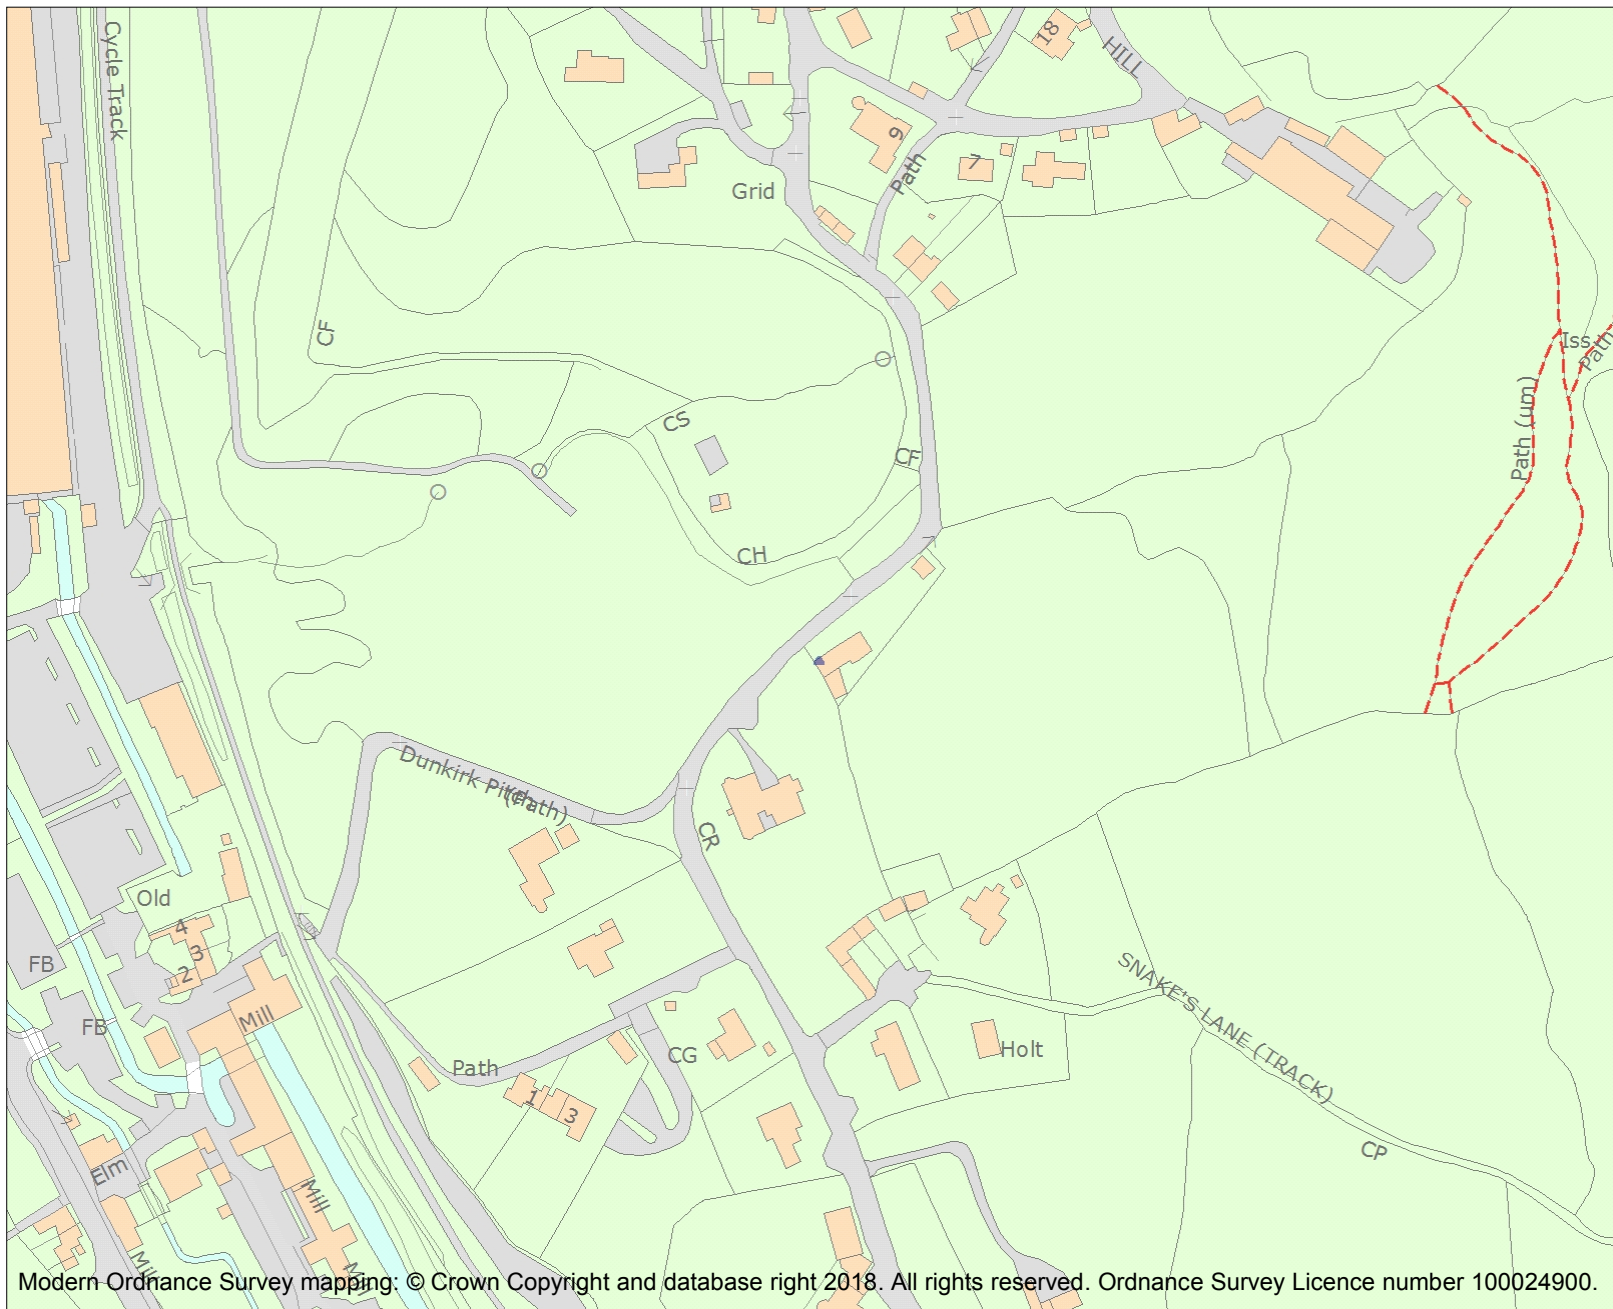 Cycle Track
18
HILL
9
Path
7
Grid
CF
Iss
Path
Path (um)
CS
CF
CH
Dunkirk Pitch
(Path)
CR
Old
4
3
2
FB
FB
Mill
SNAKE'S LANE (TRACK)
Holt
CG
Path
1
3
CP
Elm
Mill
Mill
Mill
Modern Ordnance Survey mapping: © Crown Copyright and database right 2018. All rights reserved. Ordnance Survey Licence number 100024900.